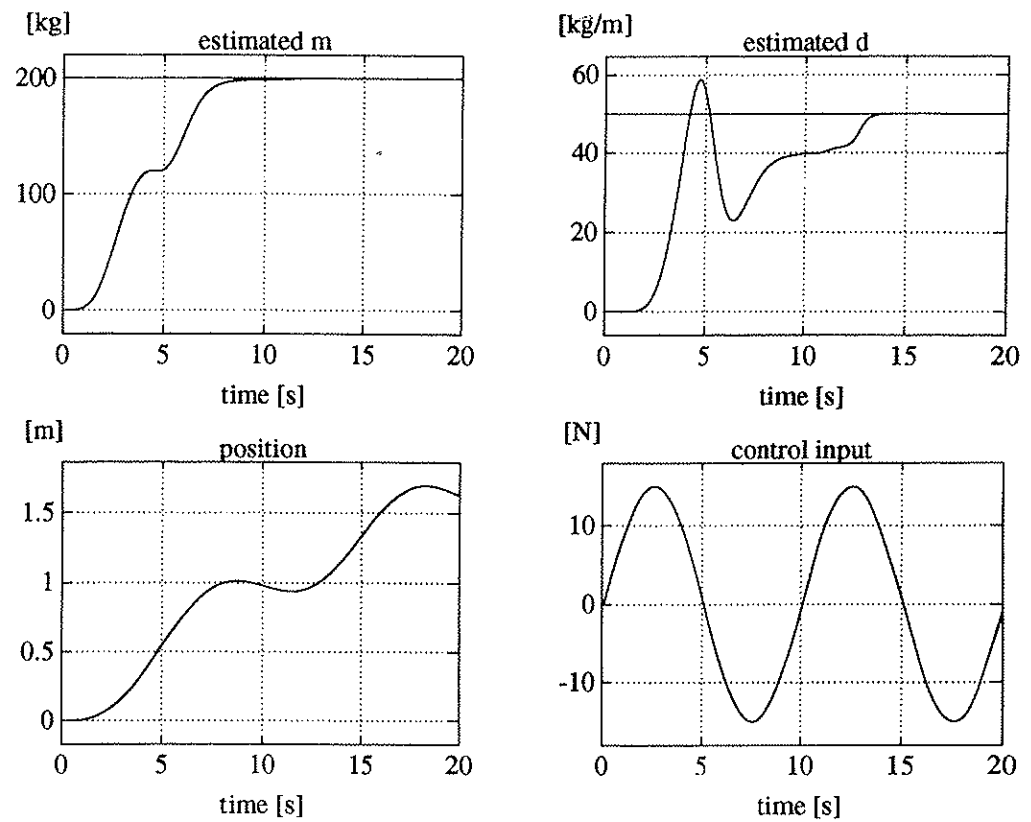 [kg]
estimated m
200
100
0
0 5 10 15 20
time [s]
[kg/m]
estimated d
60
40
20
0
0 5 10 15 20
time [s]
[m]
position
1.5
1
0.5
0
0 5 10 15 20
time [s]
[N]
control input
10
0
-10
0 5 10 15 20
time [s]